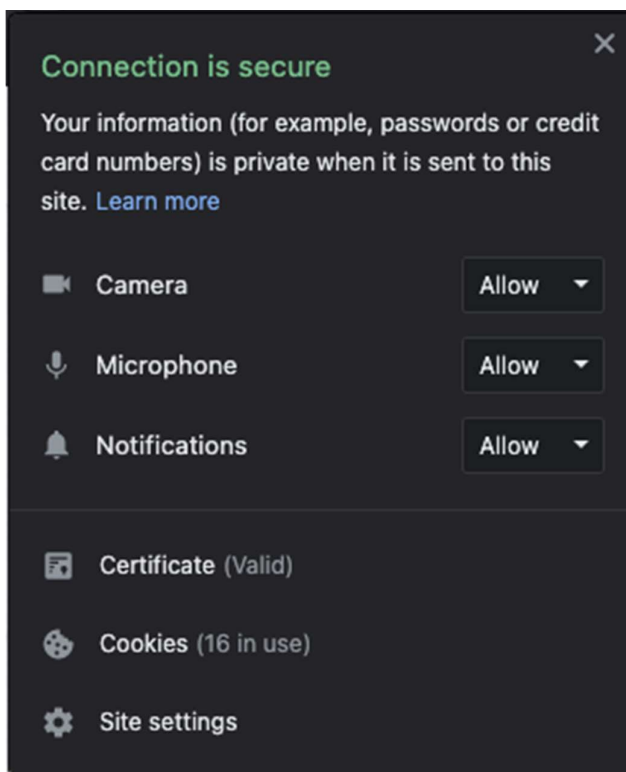 Connection is secure
Your information (for example, passwords or credit
card numbers) is private when it is sent to this
site. Learn more
Camera Allow
Microphone Allow
Notifications Allow
Certificate (Valid)
Cookies (16 in use)
Site settings